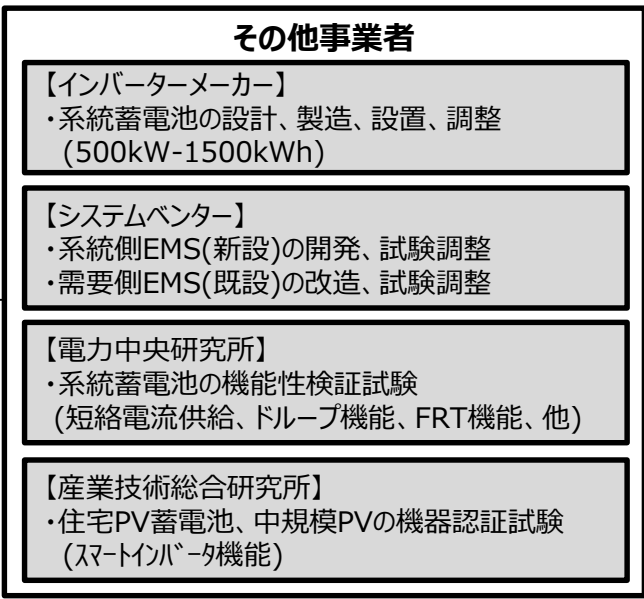 その他事業者
【インバーターメーカー】
・系統蓄電池の設計、製造、設置、調整
(500kW-1500kWh)
【システムベンター】
・系統側EMS(新設)の開発、試験調整
・需要側EMS(既設)の改造、試験調整
【電力中央研究所】
・系統蓄電池の機能性検証試験
(短絡電流供給、ドループ機能、FRT機能、他)
【産業技術総合研究所】
・住宅PV蓄電池、中規模PVの機器認証試験
(ｽﾏｰﾄｲﾝﾊﾞｰﾀ機能)